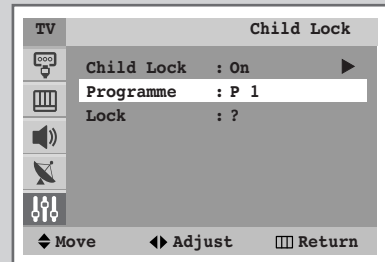 TV Child Lock
Child Lock : On ▶
Programme : P 1
Lock : ?
Move Adjust Return